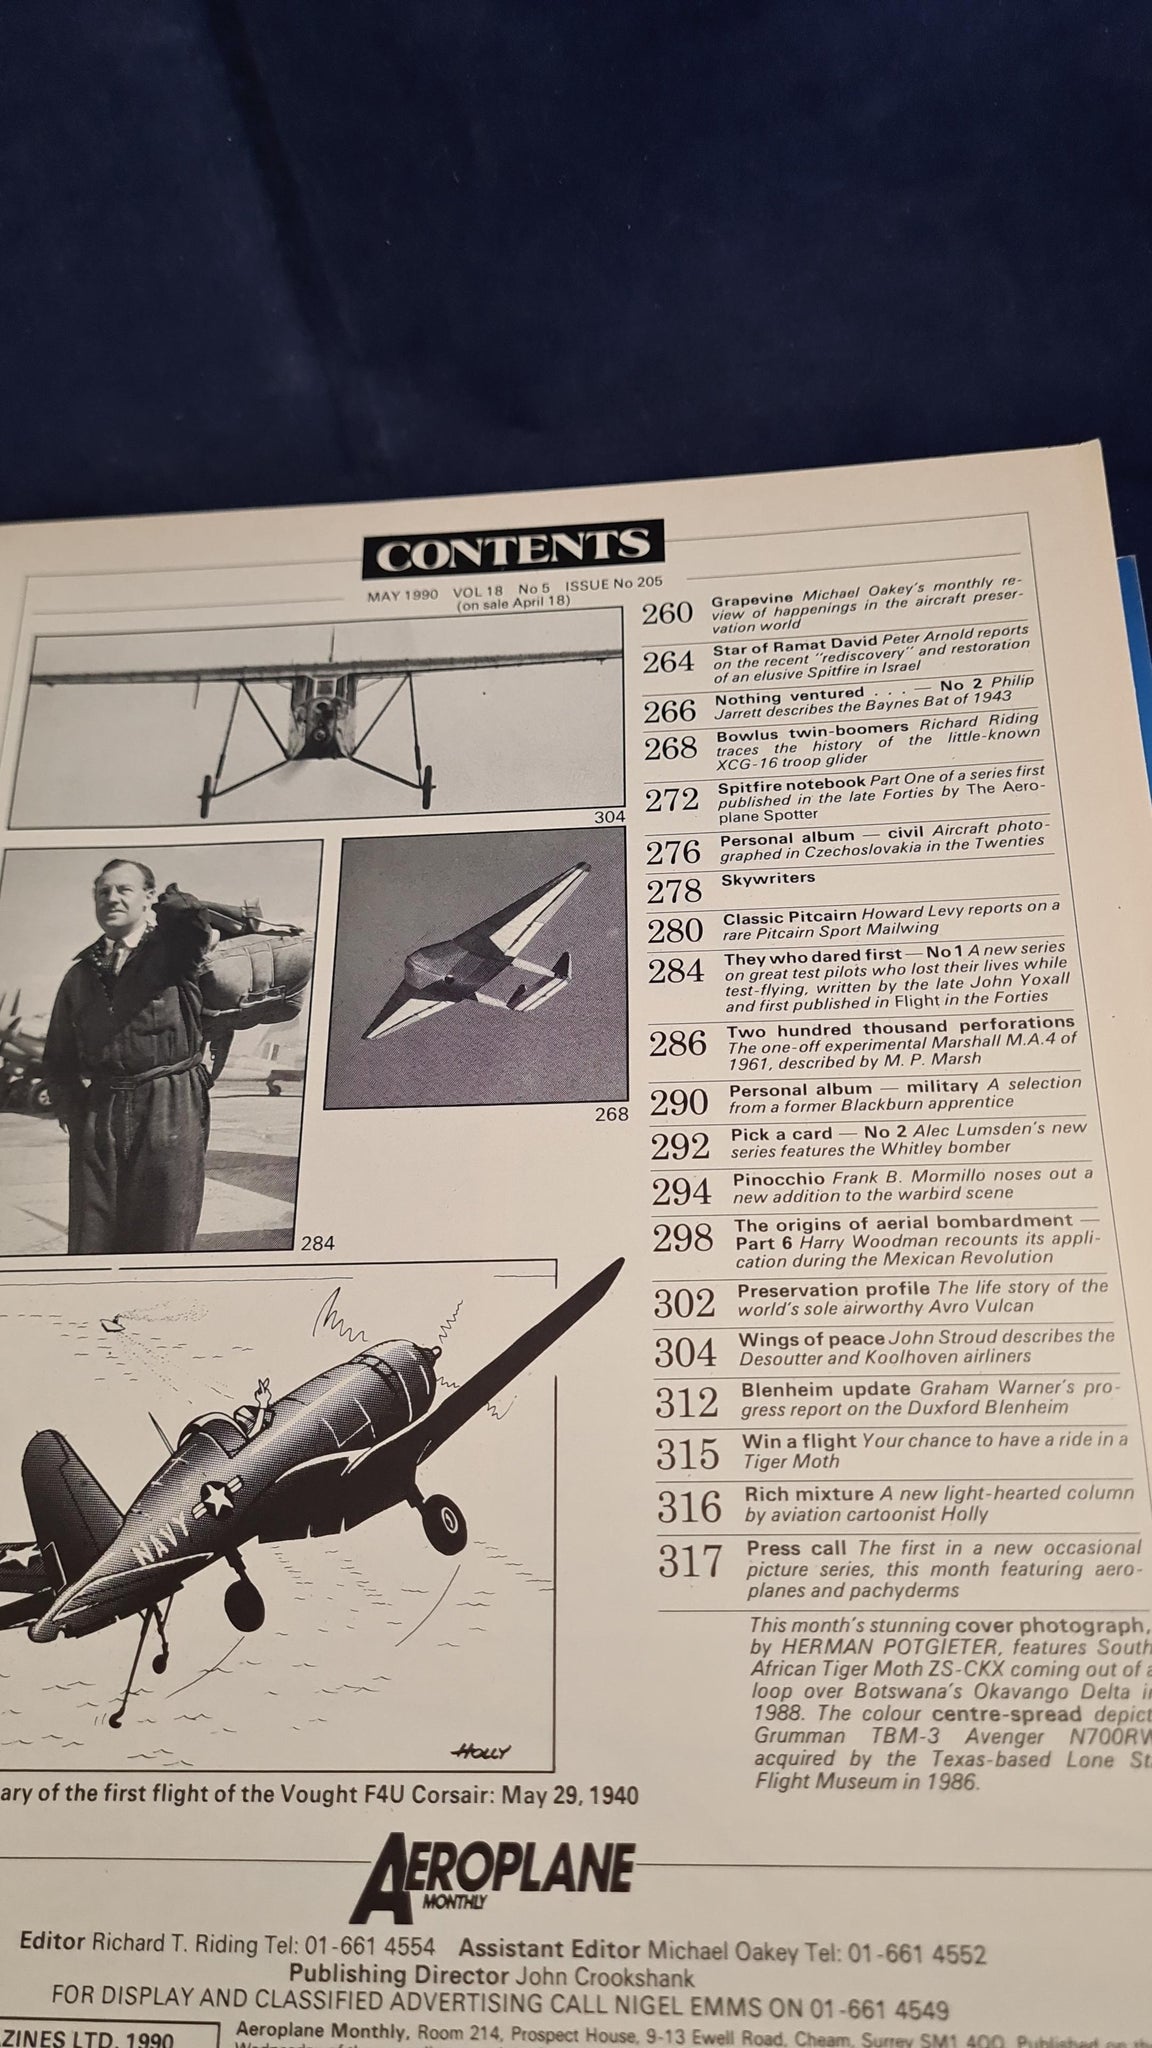 CONTENTS
MAY 1990 VOL 18 No 5 ISSUE No 205
(on sale April 18)
304
268
284
NAVY
HOLLY
ary of the first flight of the Vought F4U Corsair: May 29, 1940
260 Grapevine Michael Oakey's monthly re-
view of happenings in the aircraft preser-
vation world
264 Star of Ramat David Peter Arnold reports
on the recent "rediscovery" and restoration
of an elusive Spitfire in Israel
266 Nothing ventured . . . — No 2 Philip
Jarrett describes the Baynes Bat of 1943
268 Bowlus twin-boomers Richard Riding
traces the history of the little-known
XCG-16 troop glider
272 Spitfire notebook Part One of a series first
published in the late Forties by The Aero-
plane Spotter
276 Personal album — civil Aircraft photo-
graphed in Czechoslovakia in the Twenties
278 Skywriters
280 Classic Pitcairn Howard Levy reports on a
rare Pitcairn Sport Mailwing
284 They who dared first — No 1 A new series
on great test pilots who lost their lives while
test-flying, written by the late John Yoxall
and first published in Flight in the Forties
286 Two hundred thousand perforations
The one-off experimental Marshall M.A.4 of
1961, described by M. P. Marsh
290 Personal album — military A selection
from a former Blackburn apprentice
292 Pick a card — No 2 Alec Lumsden's new
series features the Whitley bomber
294 Pinocchio Frank B. Mormillo noses out a
new addition to the warbird scene
298 The origins of aerial bombardment —
Part 6 Harry Woodman recounts its appli-
cation during the Mexican Revolution
302 Preservation profile The life story of the
world's sole airworthy Avro Vulcan
304 Wings of peace John Stroud describes the
Desoutter and Koolhoven airliners
312 Blenheim update Graham Warner's pro-
gress report on the Duxford Blenheim
315 Win a flight Your chance to have a ride in a
Tiger Moth
316 Rich mixture A new light-hearted column
by aviation cartoonist Holly
317 Press call The first in a new occasional
picture series, this month featuring aero-
planes and pachyderms
This month's stunning cover photograph,
by HERMAN POTGIETER, features South
African Tiger Moth ZS-CKX coming out of a
loop over Botswana's Okavango Delta in
1988. The colour centre-spread depict
Grumman TBM-3 Avenger N700RW
acquired by the Texas-based Lone St
Flight Museum in 1986.
AEROPLANE
MONTHLY
Editor Richard T. Riding Tel: 01-661 4554 Assistant Editor Michael Oakey Tel: 01-661 4552
Publishing Director John Crookshank
FOR DISPLAY AND CLASSIFIED ADVERTISING CALL NIGEL EMMS ON 01-661 4549
ZINES LTD. 1990
Aeroplane Monthly, Room 214, Prospect House, 9-13 Ewell Road, Cheam, Surrey SM1 4QQ. Published on the